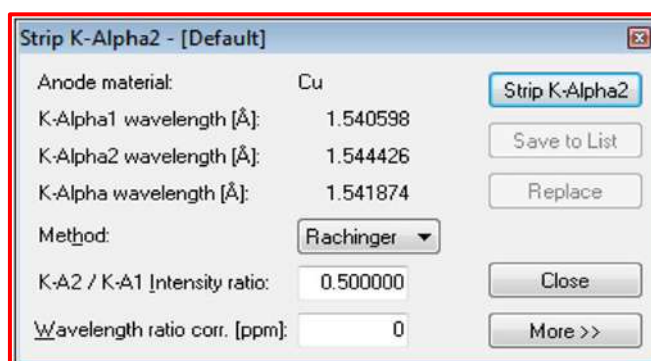 Strip K-Alpha2 - [Default]
Anode material: Cu Strip K-Alpha2
K-Alpha1 wavelength [Å]: 1.540598
Save to List
K-Alpha2 wavelength [Å]: 1.544426
K-Alpha wavelength [Å]: 1.541874 Replace
Method: Rachinger
K-A2 / K-A1 Intensity ratio: 0.500000 Close
Wavelength ratio corr. [ppm]: 0 More >>